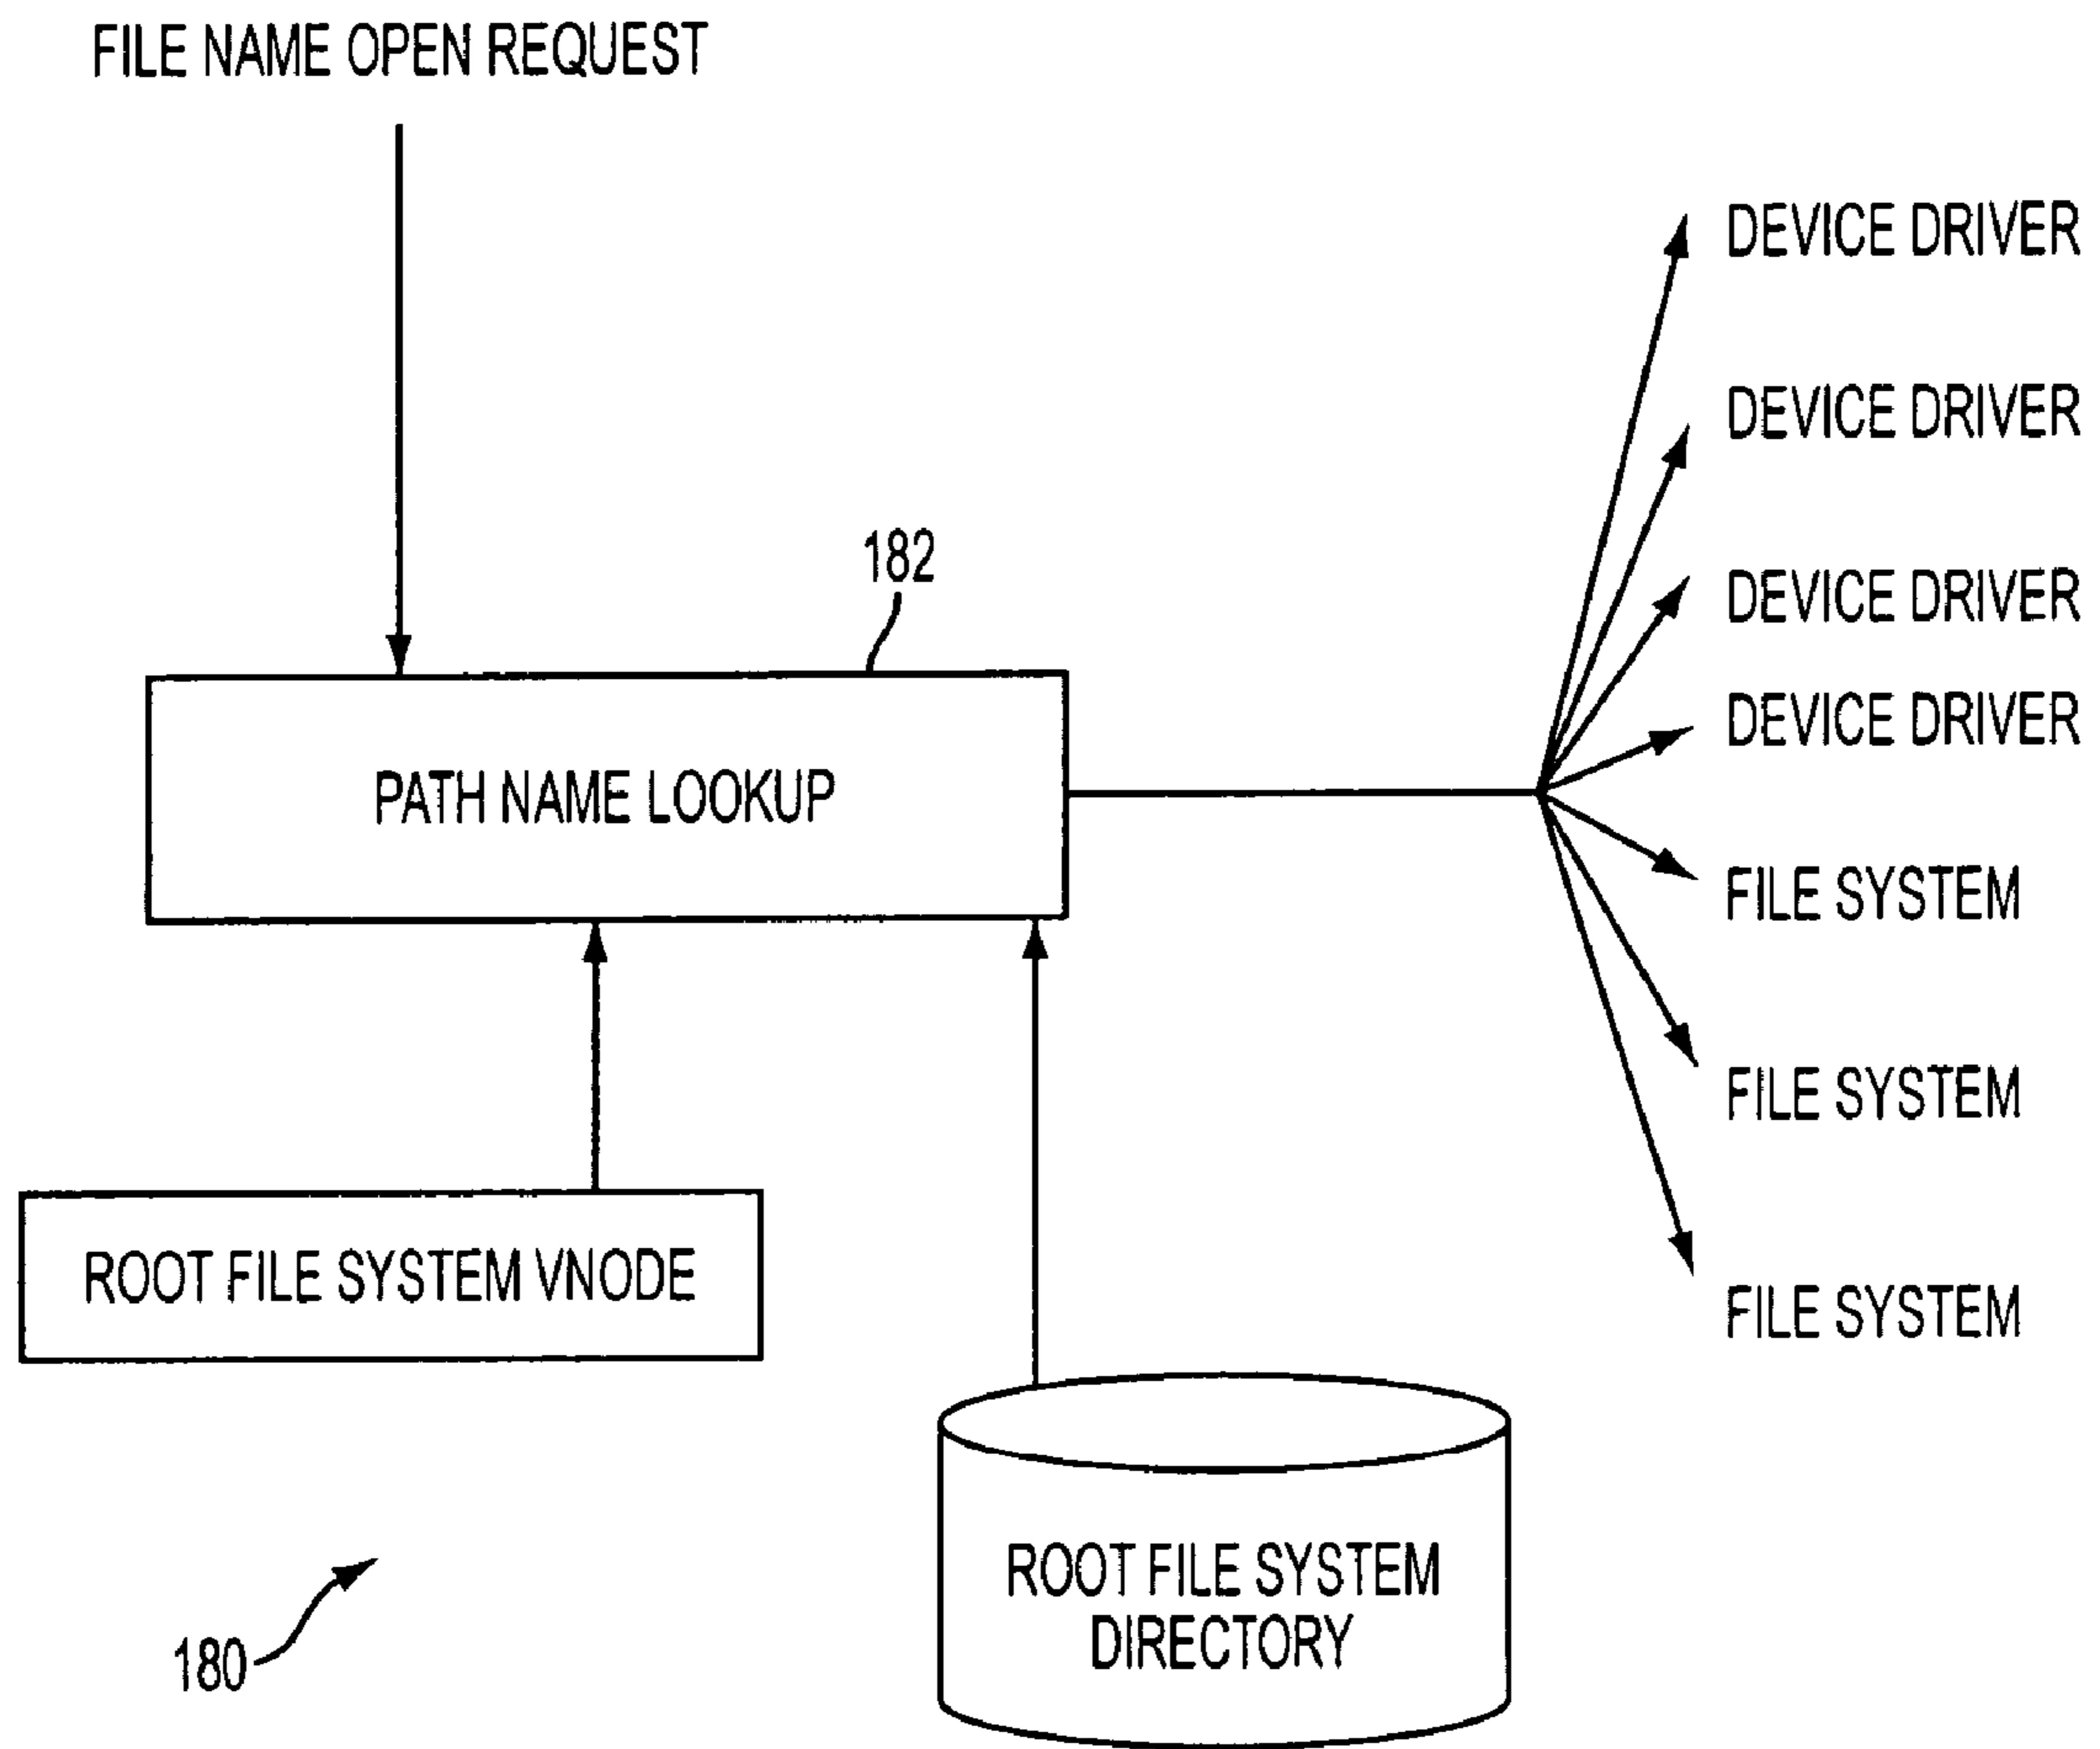 FILE NAME OPEN REQUEST
DEVICE DRIVER
DEVICE DRIVER
182
DEVICE DRIVER
DEVICE DRIVER
PATH NAME LOOKUP
FILE SYSTEM
FILE SYSTEM
ROOT FILE SYSTEM VNODE
FILE SYSTEM
ROOT FILE SYSTEM
DIRECTORY
180